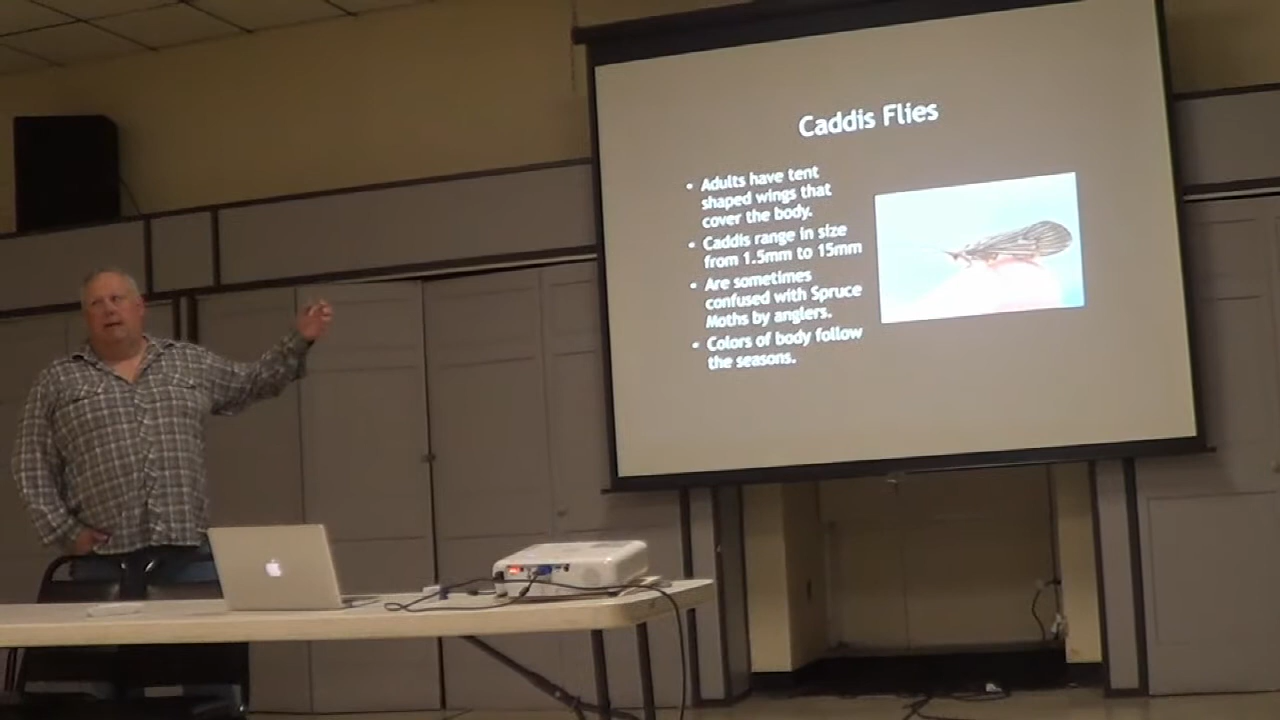 Caddis Flies
• Adults have tent
shaped wings that
cover the body.
• Caddis range in size
from 1.5mm to 15mm
• Are sometimes
confused with Spruce
Moths by anglers.
• Colors of body follow
the seasons.